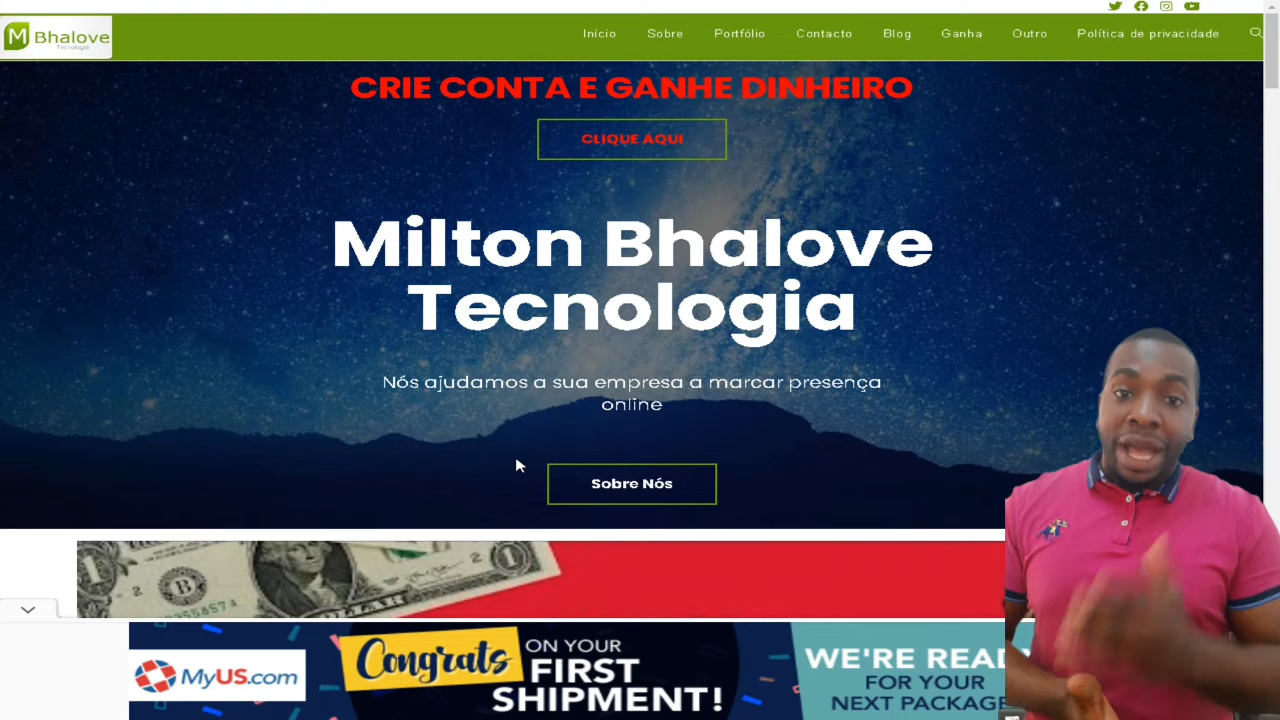 M Bhalove
Tecnologia
Início Sobre Portfólio Contacto Blog Ganha Outro Política de privacidade
CRIE CONTA E GANHE DINHEIRO
CLIQUE AQUI
Milton Bhalove
Tecnologia
Nós ajudamos a sua empresa a marcar presença
online
Sobre Nós
MyUS.com
Congrats
ON YOUR
FIRST
SHIPMENT!
WE'RE READ
FOR YOUR
NEXT PACKAGE